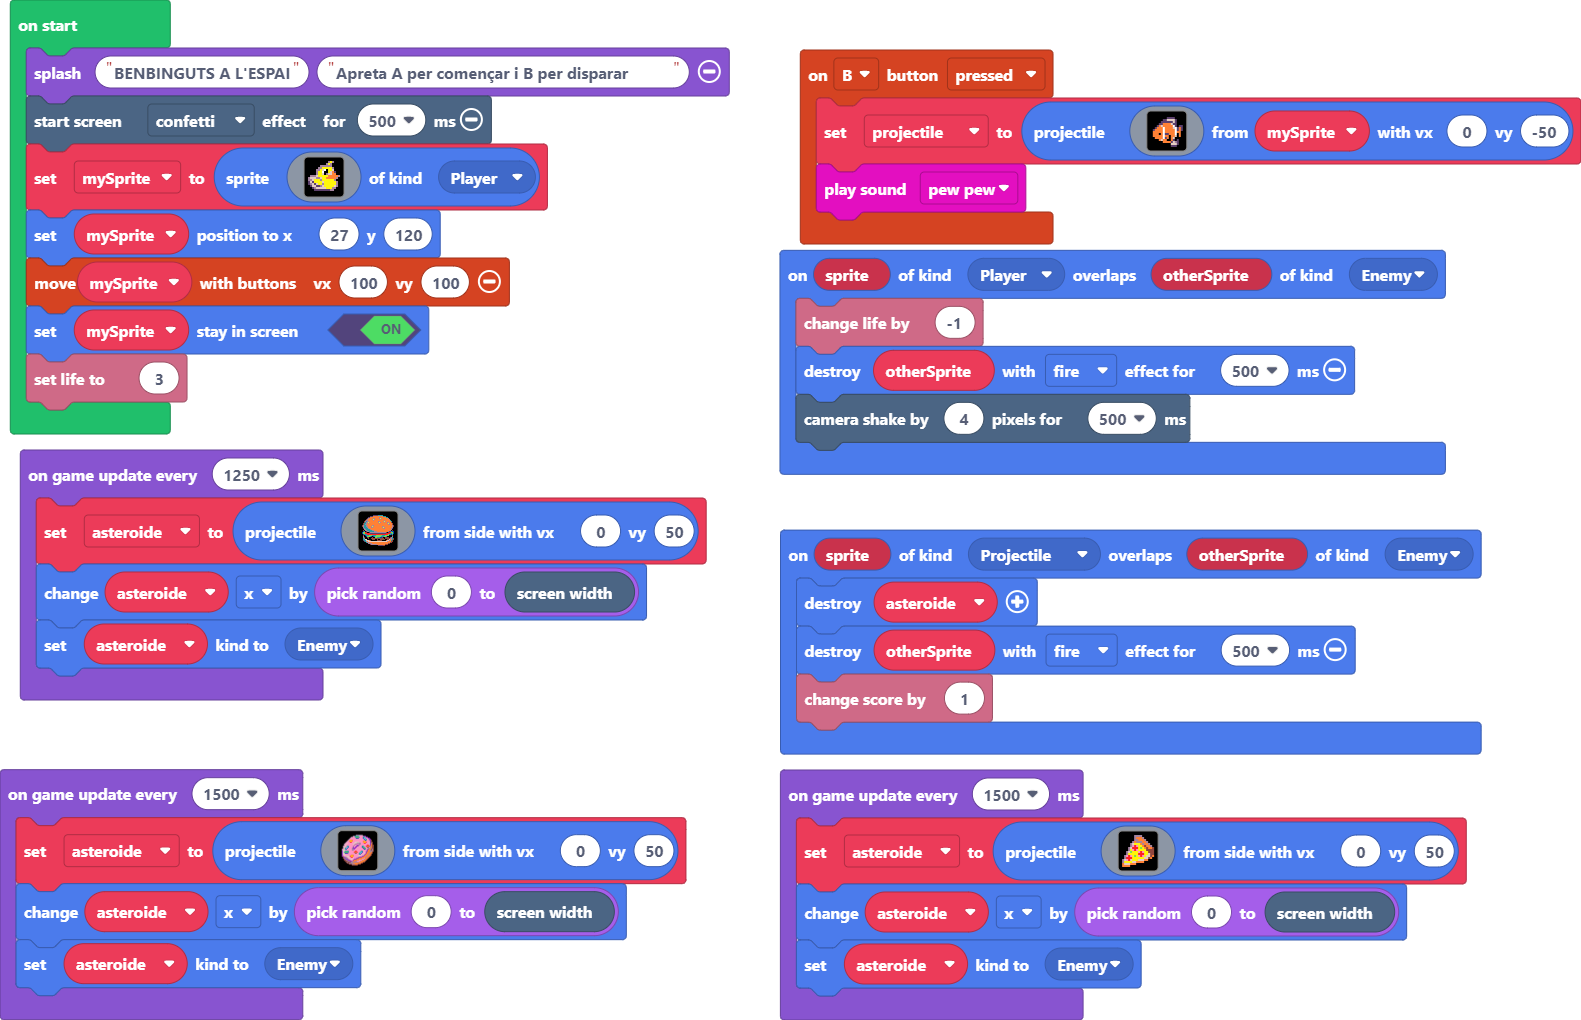 on start
splash "BENBINGUTS A L'ESPAI" "Apreta A per començar i B per disparar"
start screen confetti effect for 500 ms
set mySprite to sprite of kind Player
set mySprite position to x 27 y 120
move mySprite with buttons vx 100 vy 100
set mySprite stay in screen ON
set life to 3
on game update every 1250 ms
set asteroide to projectile from side with vx 0 vy 50
change asteroide x by pick random 0 to screen width
set asteroide kind to Enemy
on game update every 1500 ms
set asteroide to projectile from side with vx 0 vy 50
change asteroide x by pick random 0 to screen width
set asteroide kind to Enemy
on B button pressed
set projectile to projectile from mySprite with vx 0 vy -50
play sound pew pew
on sprite of kind Player overlaps otherSprite of kind Enemy
change life by -1
destroy otherSprite with fire effect for 500 ms
camera shake by 4 pixels for 500 ms
on sprite of kind Projectile overlaps otherSprite of kind Enemy
destroy asteroide
destroy otherSprite with fire effect for 500 ms
change score by 1
on game update every 1500 ms
set asteroide to projectile from side with vx 0 vy 50
change asteroide x by pick random 0 to screen width
set asteroide kind to Enemy